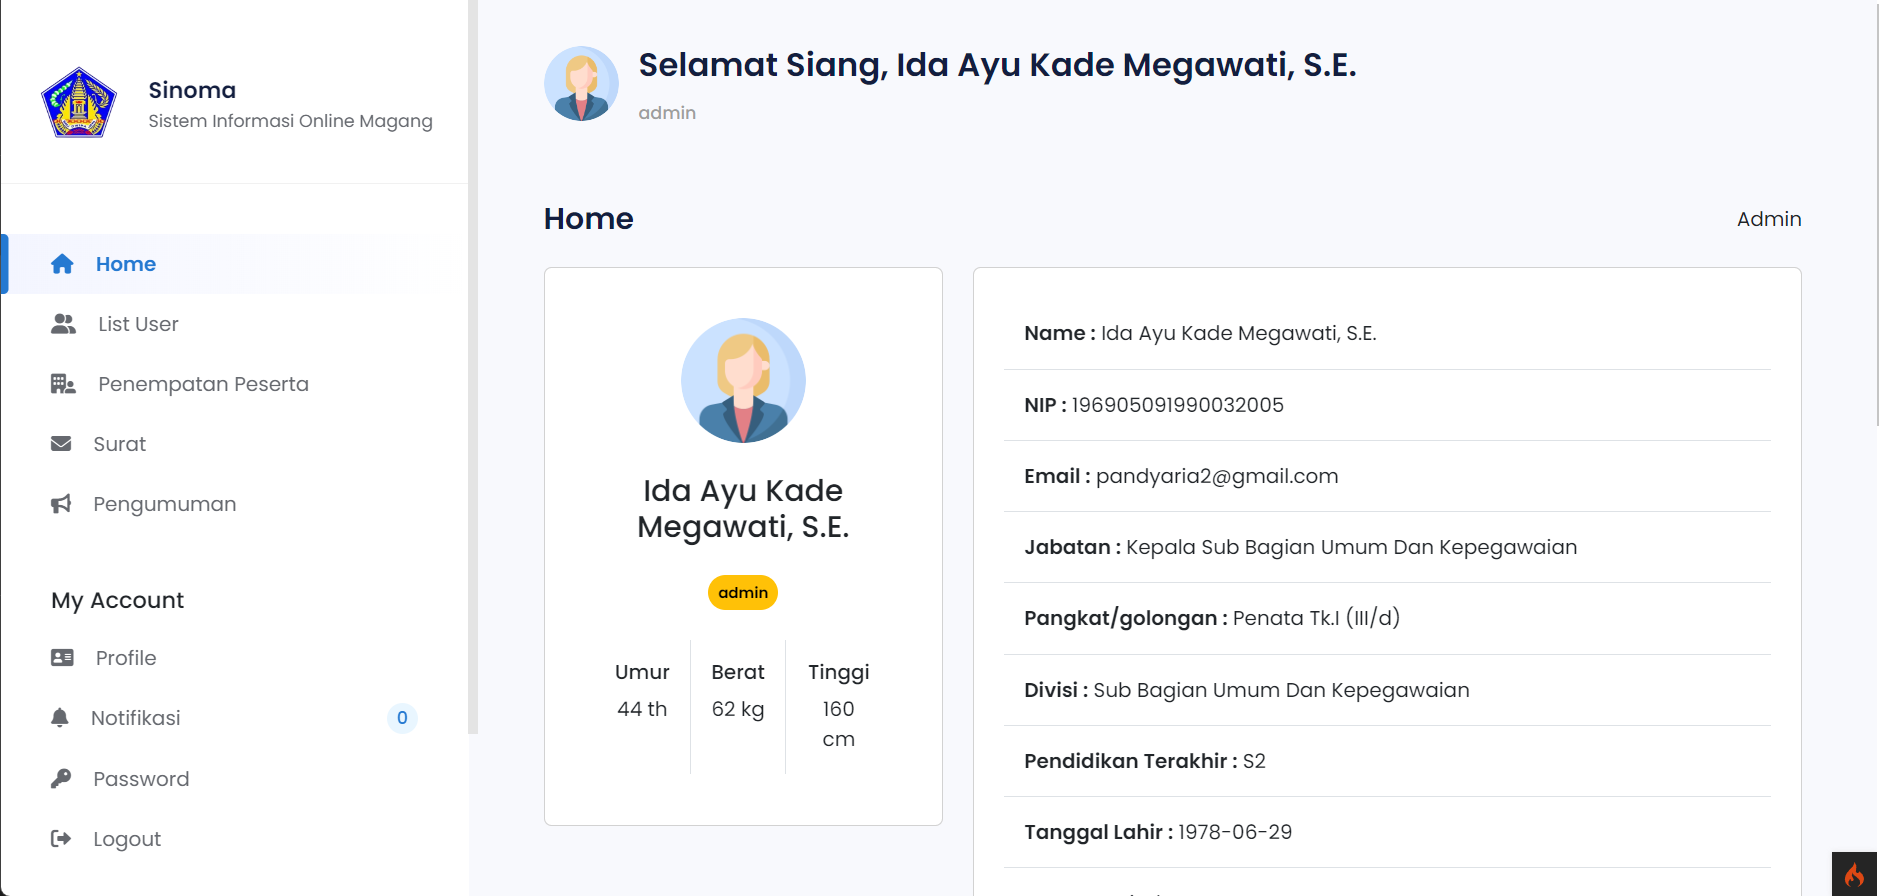 Sinoma
Sistem Informasi Online Magang
Home
List User
Penempatan Peserta
Surat
Pengumuman
My Account
Profile
Notifikasi 0
Password
Logout
Selamat Siang, Ida Ayu Kade Megawati, S.E.
admin
Home
Admin
Ida Ayu Kade
Megawati, S.E.
admin
Umur Berat Tinggi
44 th 62 kg 160
cm
Name : Ida Ayu Kade Megawati, S.E.
NIP : 196905091990032005
Email : pandyaria2@gmail.com
Jabatan : Kepala Sub Bagian Umum Dan Kepegawaian
Pangkat/golongan : Penata Tk.I (III/d)
Divisi : Sub Bagian Umum Dan Kepegawaian
Pendidikan Terakhir : S2
Tanggal Lahir : 1978-06-29